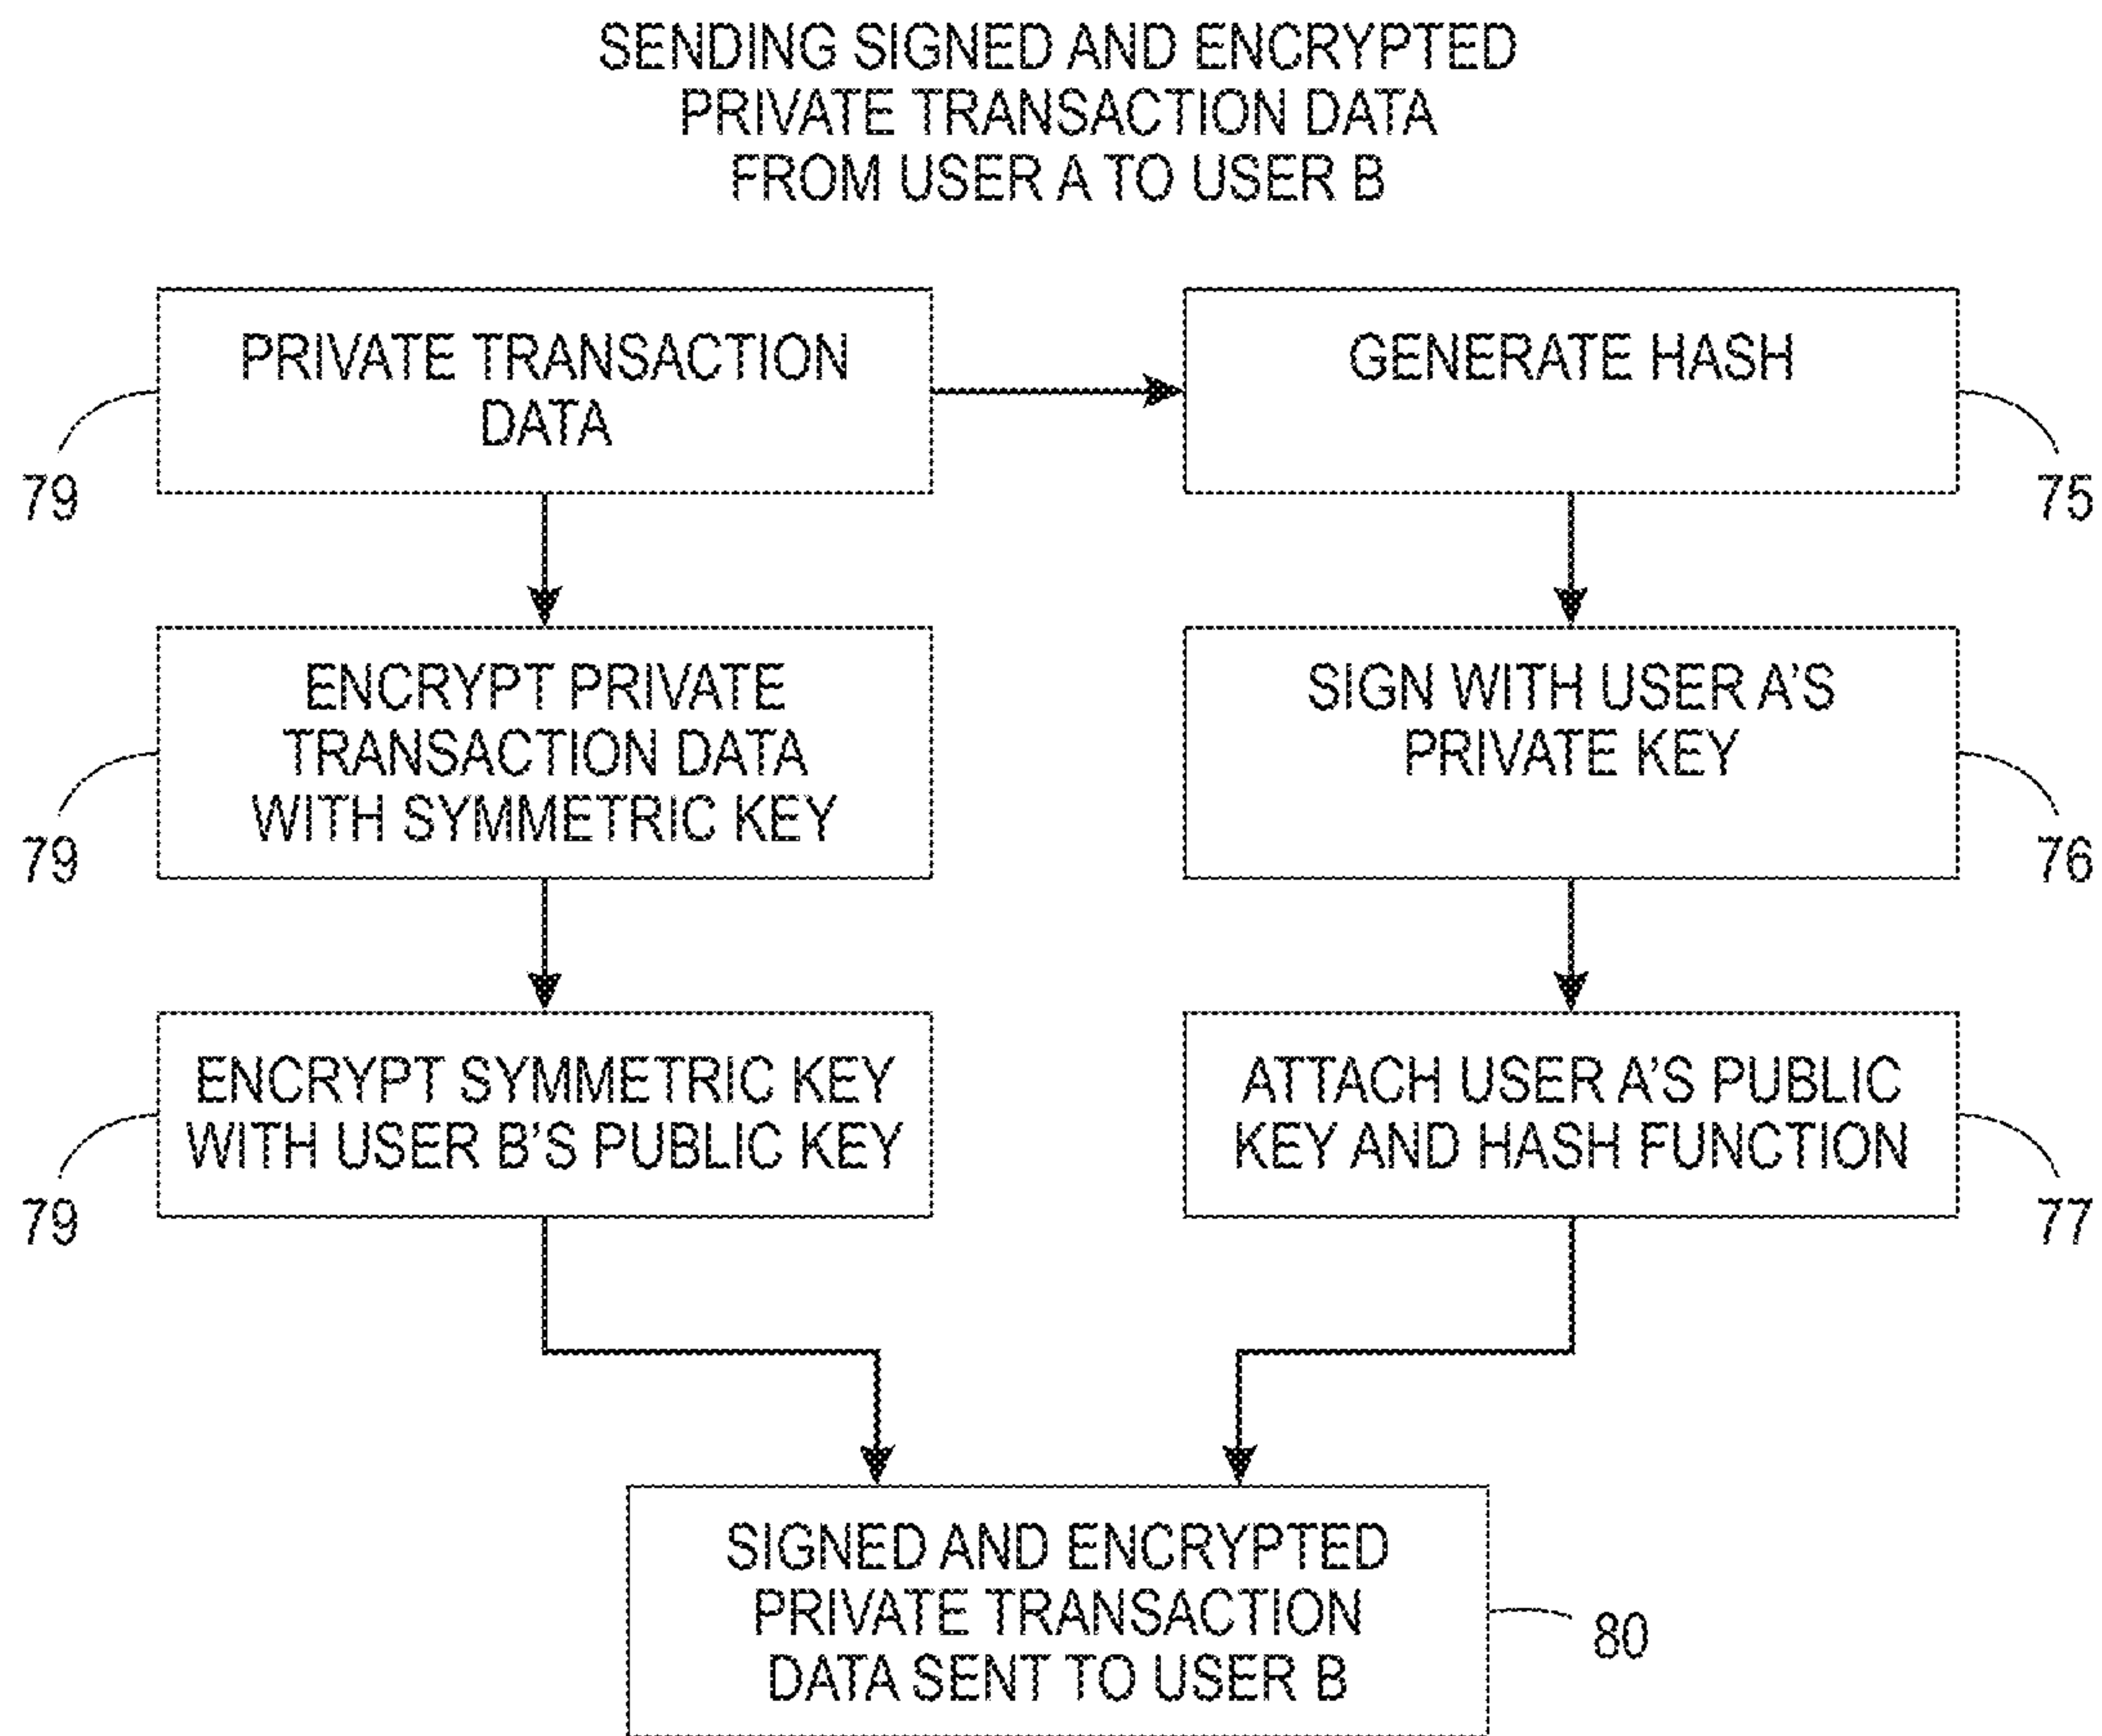 SENDING SIGNED AND ENCRYPTED
PRIVATE TRANSACTION DATA
FROM USER A TO USER B
PRIVATE TRANSACTION
DATA
79
GENERATE HASH
75
ENCRYPT PRIVATE
TRANSACTION DATA
WITH SYMMETRIC KEY
79
SIGN WITH USER A'S
PRIVATE KEY
76
ENCRYPT SYMMETRIC KEY
WITH USER B'S PUBLIC KEY
79
ATTACH USER A'S PUBLIC
KEY AND HASH FUNCTION
77
SIGNED AND ENCRYPTED
PRIVATE TRANSACTION
DATA SENT TO USER B
80